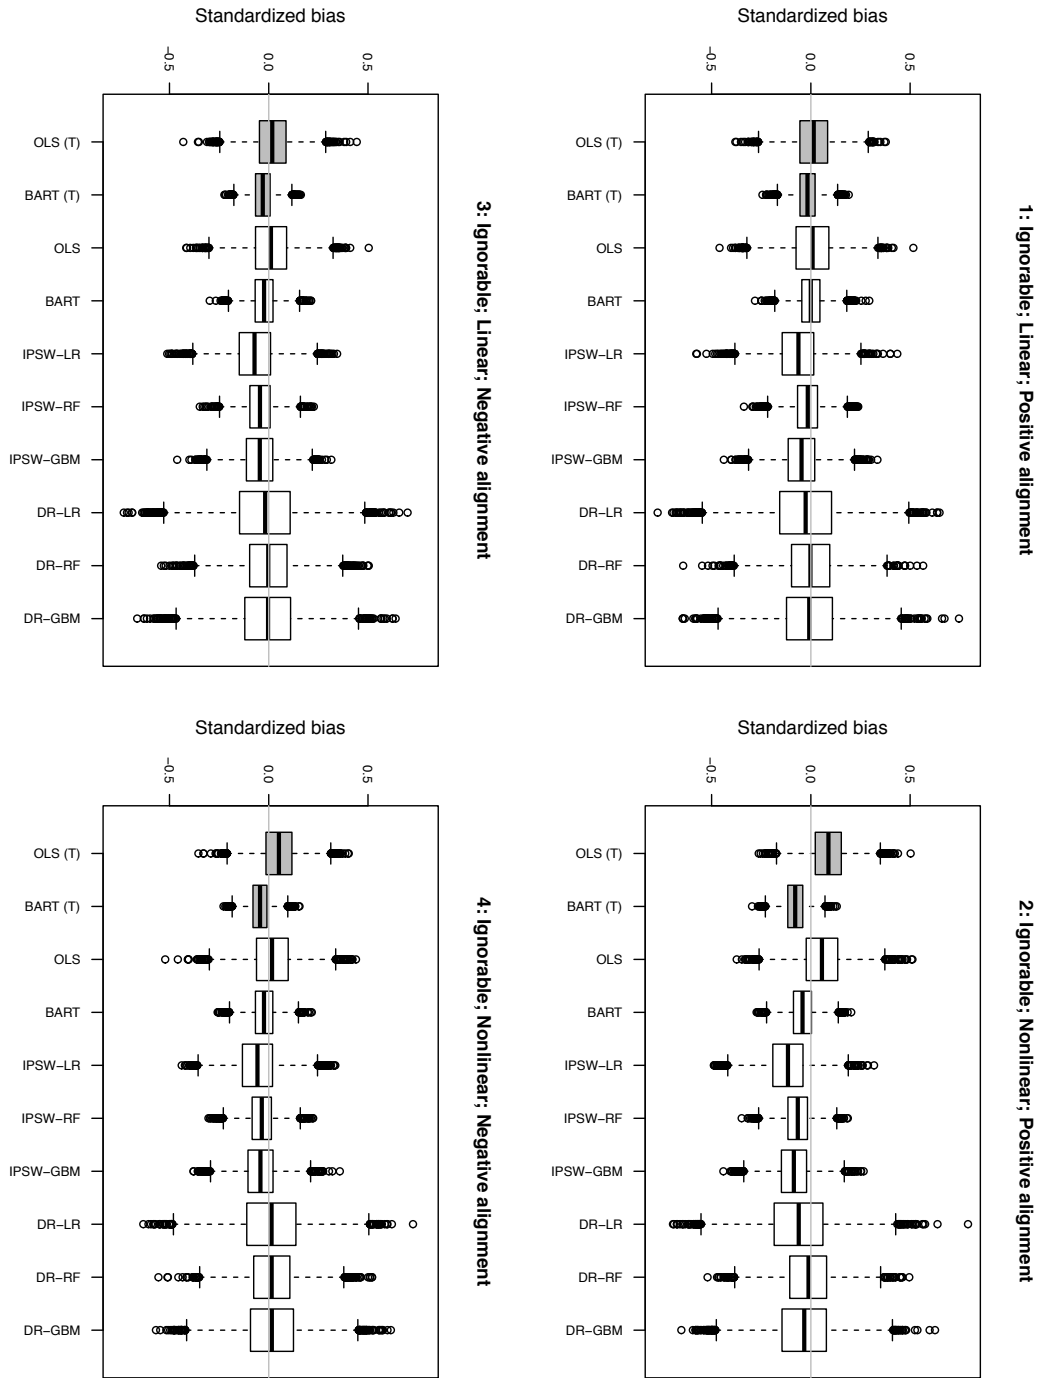 1: Ignorable; Linear; Positive alignment
Standardized bias
−0.5
0.0
0.5
OLS (T)
BART (T)
OLS
BART
IPSW−LR
IPSW−RF
IPSW−GBM
DR−LR
DR−RF
DR−GBM
2: Ignorable; Nonlinear; Positive alignment
Standardized bias
−0.5
0.0
0.5
OLS (T)
BART (T)
OLS
BART
IPSW−LR
IPSW−RF
IPSW−GBM
DR−LR
DR−RF
DR−GBM
3: Ignorable; Linear; Negative alignment
Standardized bias
−0.5
0.0
0.5
OLS (T)
BART (T)
OLS
BART
IPSW−LR
IPSW−RF
IPSW−GBM
DR−LR
DR−RF
DR−GBM
4: Ignorable; Nonlinear; Negative alignment
Standardized bias
−0.5
0.0
0.5
OLS (T)
BART (T)
OLS
BART
IPSW−LR
IPSW−RF
IPSW−GBM
DR−LR
DR−RF
DR−GBM